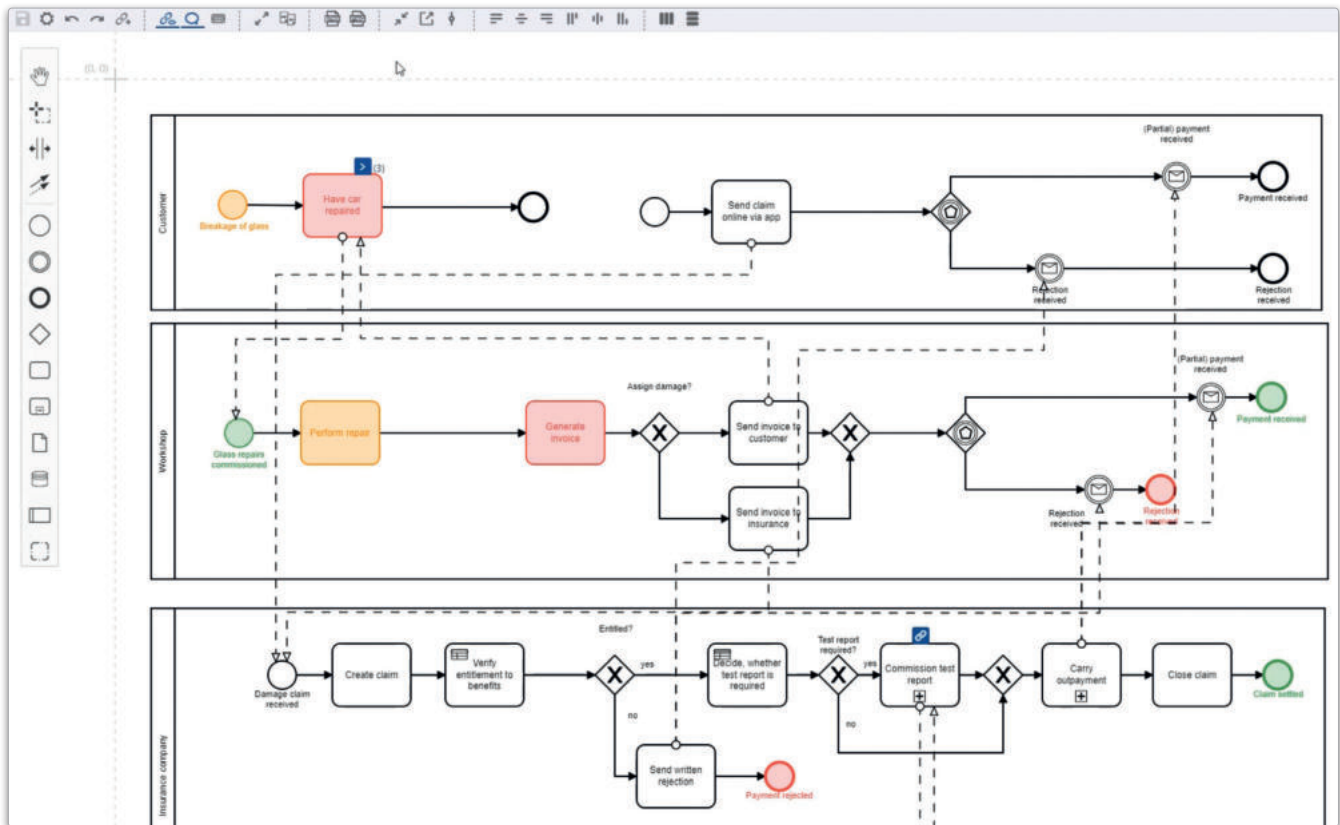 (0, 0)
(Partial) payment
received
(3)
Customer
Have car
repaired
Breakage of glass
Send claim
online via app
Payment received
Rejection
received
Rejection
received
Workshop
Assign damage?
(Partial) payment
received
Glass repairs
commissioned
Perform repair
Generate
invoice
Send invoice to
customer
Payment received
Send invoice to
insurance
Rejection
received
Rejection
received
Insurance company
Entitled?
Test report
required?
Damage claim
received
Create claim
Verify
entitlement to
benefits
yes
no
Decide, whether
test report is
required
yes
no
Commission test
report
Carry
outpayment
Close claim
Claim settled
Send written
rejection
Payment rejected